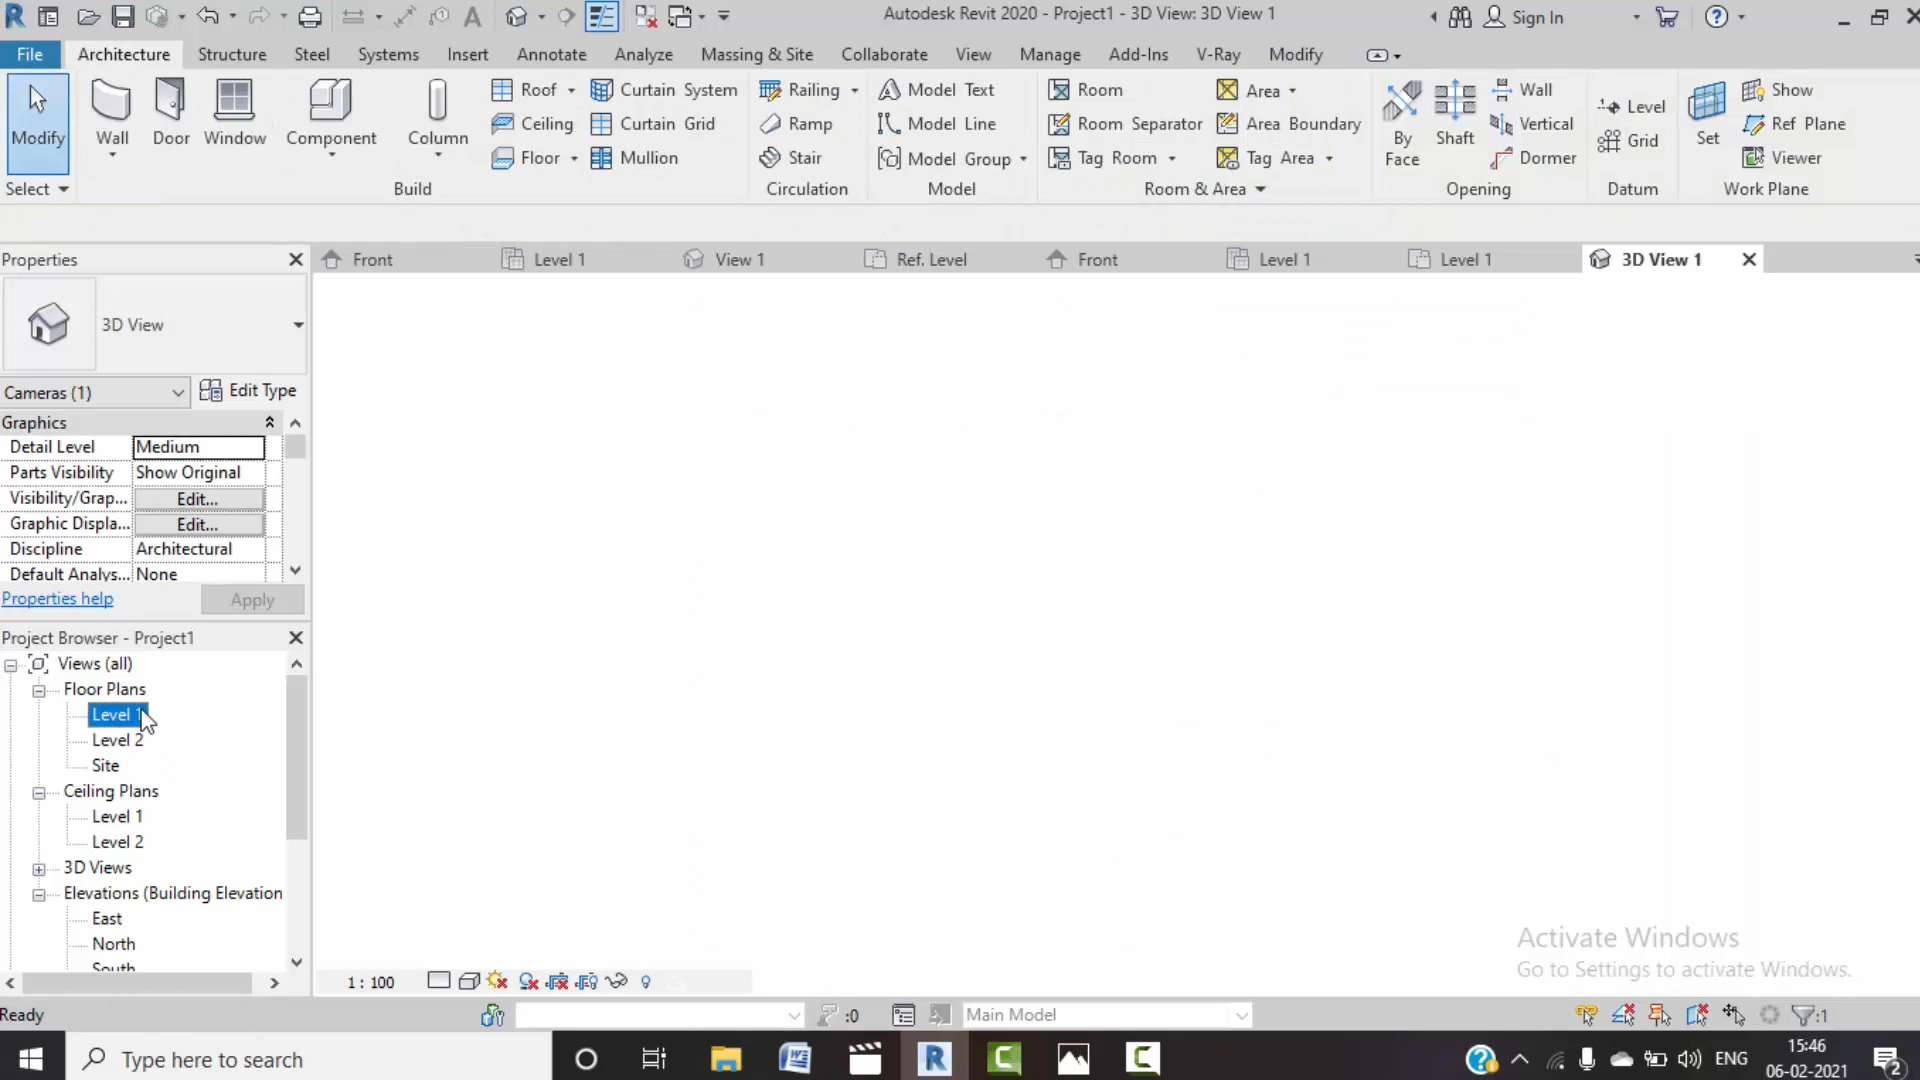 Autodesk Revit 2020 - Project1 - 3D View: 3D View 1
Sign In
File Architecture Structure Steel Systems Insert Annotate Analyze Massing & Site Collaborate View Manage Add-Ins V-Ray Modify
Modify
Select
Wall
Door
Window
Component
Column
Roof
Ceiling
Floor
Curtain System
Curtain Grid
Mullion
Build
Railing
Ramp
Stair
Circulation
Model Text
Model Line
Model Group
Model
Room
Room Separator
Tag Room
Area
Area Boundary
Tag Area
Room & Area
By
Face
Shaft
Wall
Vertical
Dormer
Opening
Level
Grid
Datum
Set
Show
Ref Plane
Viewer
Work Plane
Properties
Front Level 1 View 1 Ref. Level Front Level 1 Level 1 3D View 1
3D View
Cameras (1) Edit Type
Graphics
Detail Level Medium
Parts Visibility Show Original
Visibility/Grap... Edit...
Graphic Displa... Edit...
Discipline Architectural
Default Analys... None
Properties help Apply
Project Browser - Project1
Views (all)
Floor Plans
Level 1
Level 2
Site
Ceiling Plans
Level 1
Level 2
3D Views
Elevations (Building Elevation
East
North
South
Activate Windows
Go to Settings to activate Windows.
1 : 100
Ready :0 Main Model :1
Type here to search
ENG
15:46
06-02-2021
2